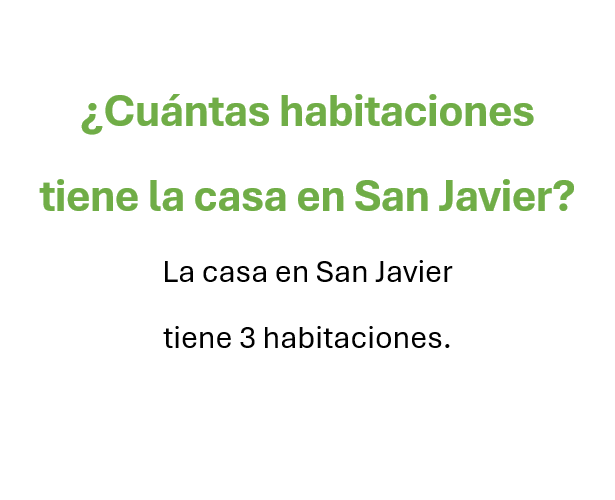 ¿Cuántas habitaciones
tiene la casa en San Javier?
La casa en San Javier
tiene 3 habitaciones.